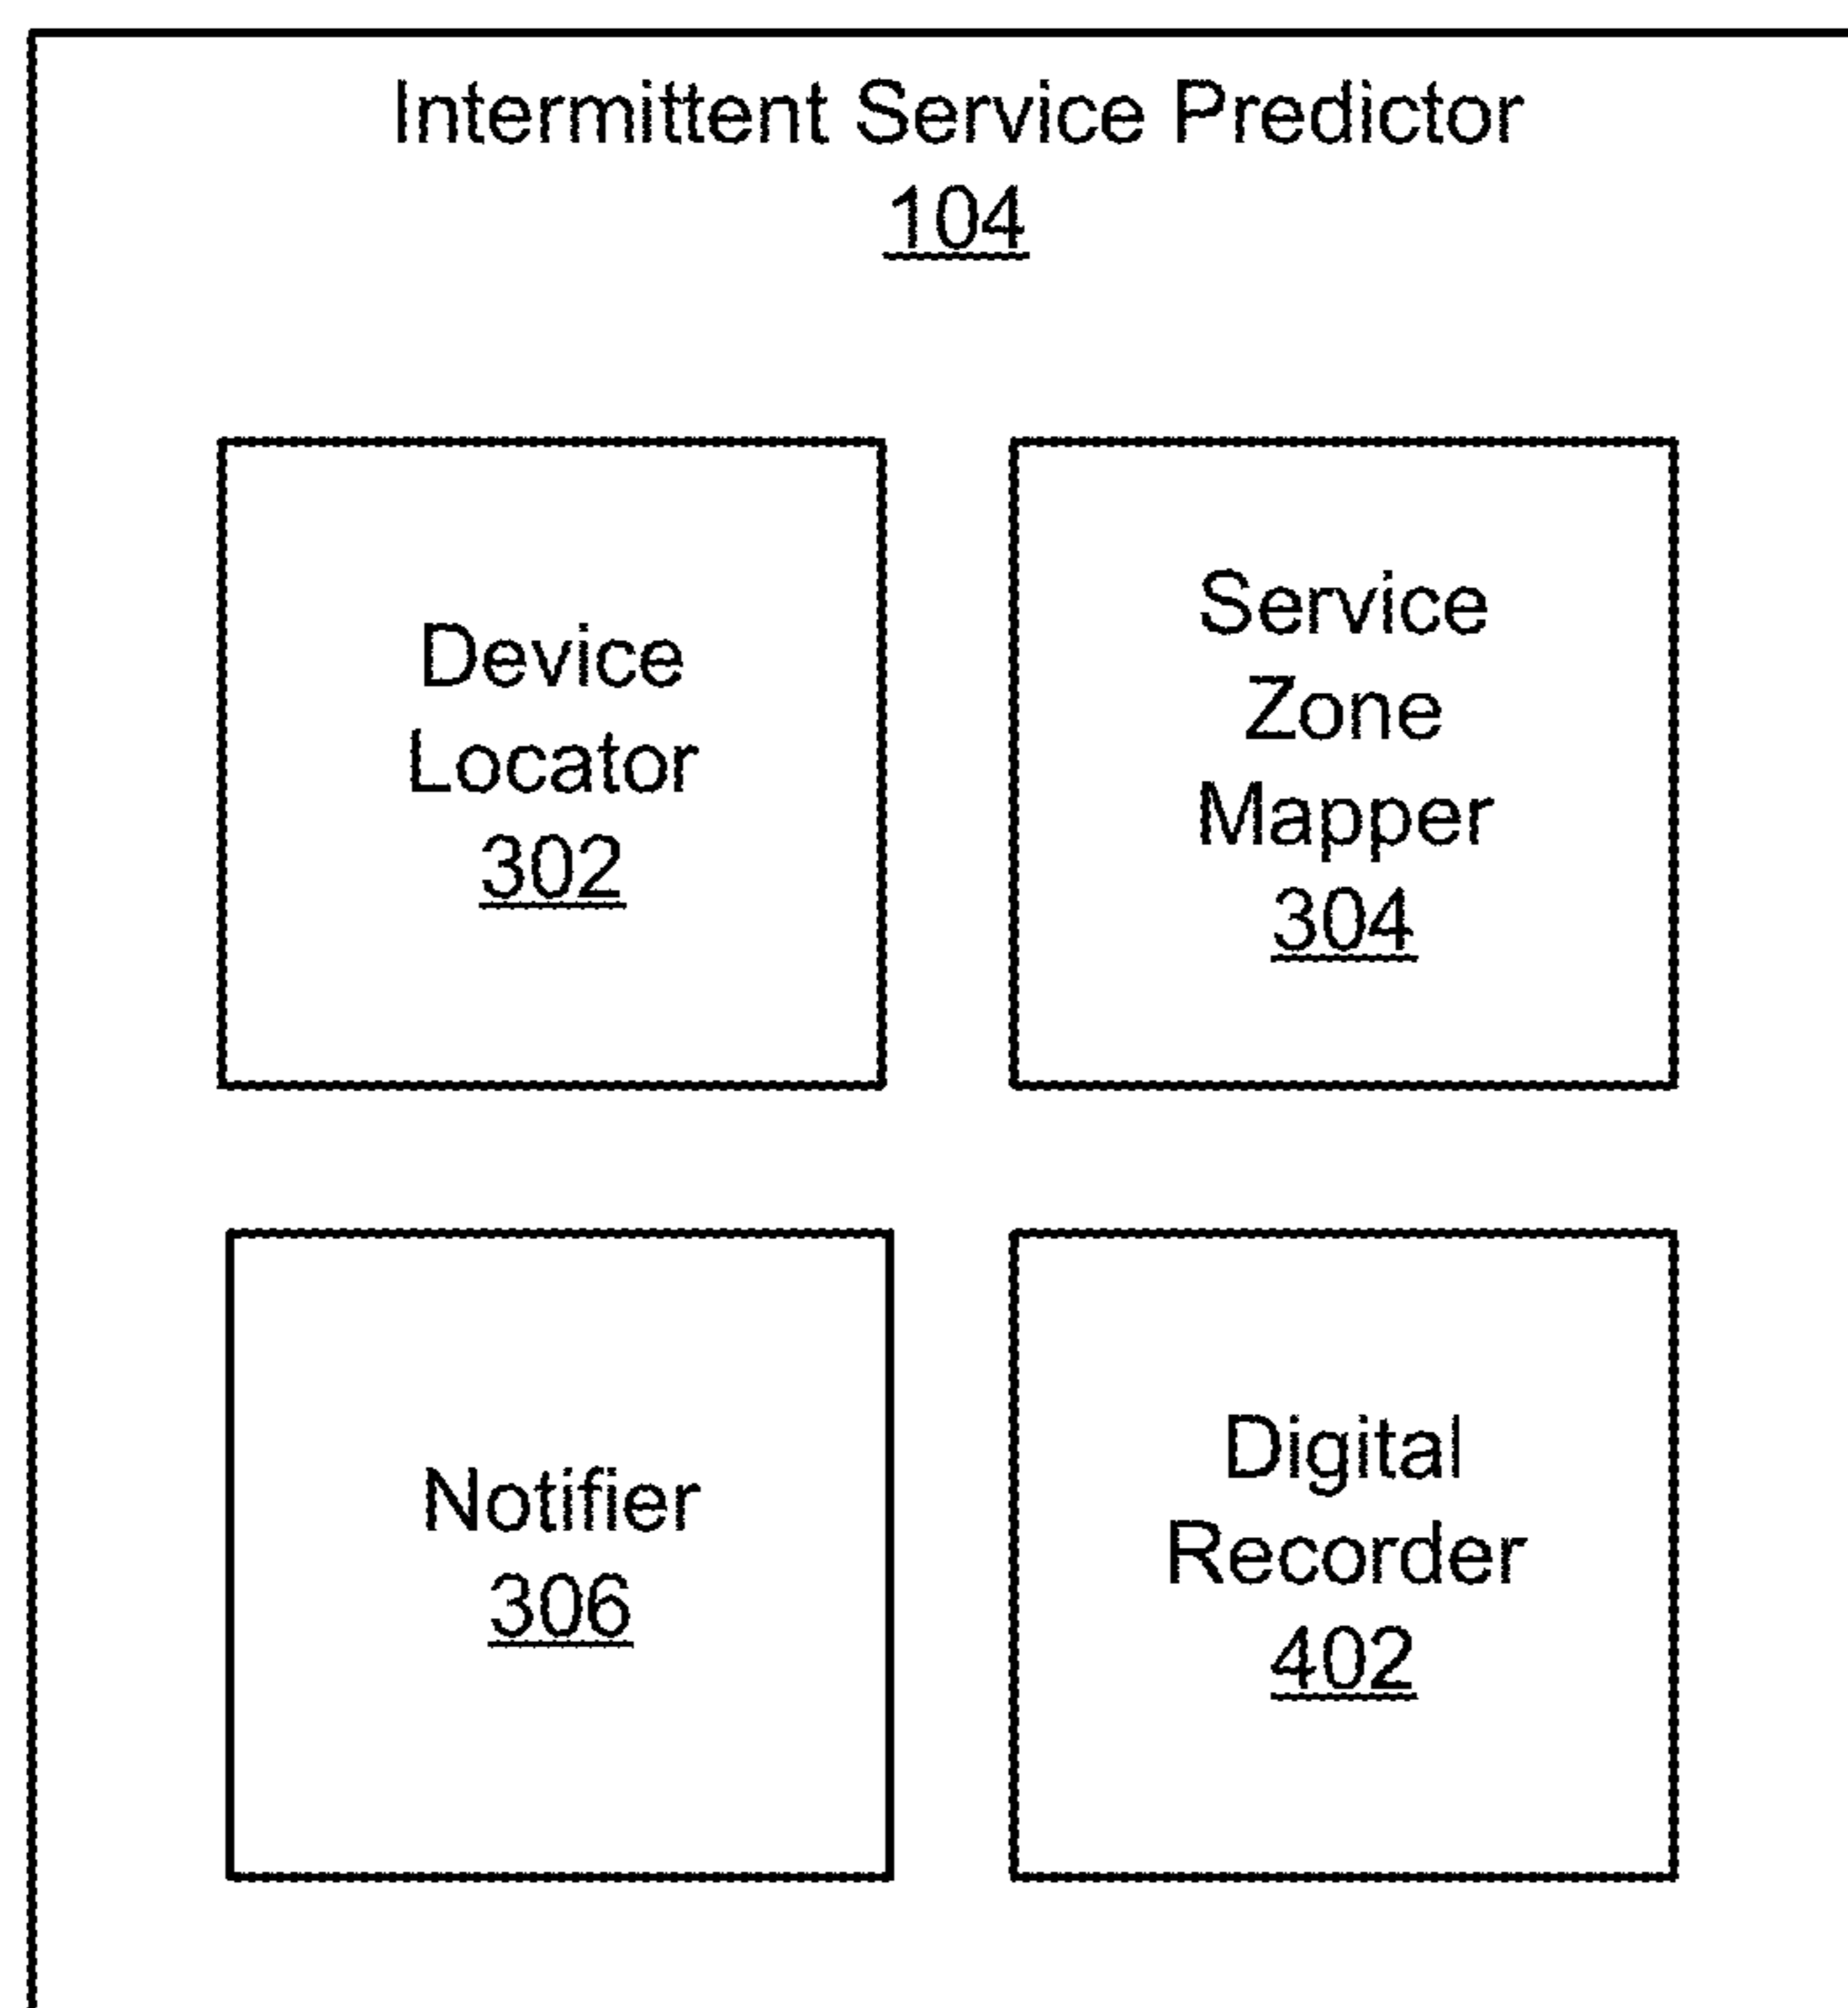 Intermittent Service Predictor
104
Device
Locator
302
Service
Zone
Mapper
304
Notifier
306
Digital
Recorder
402